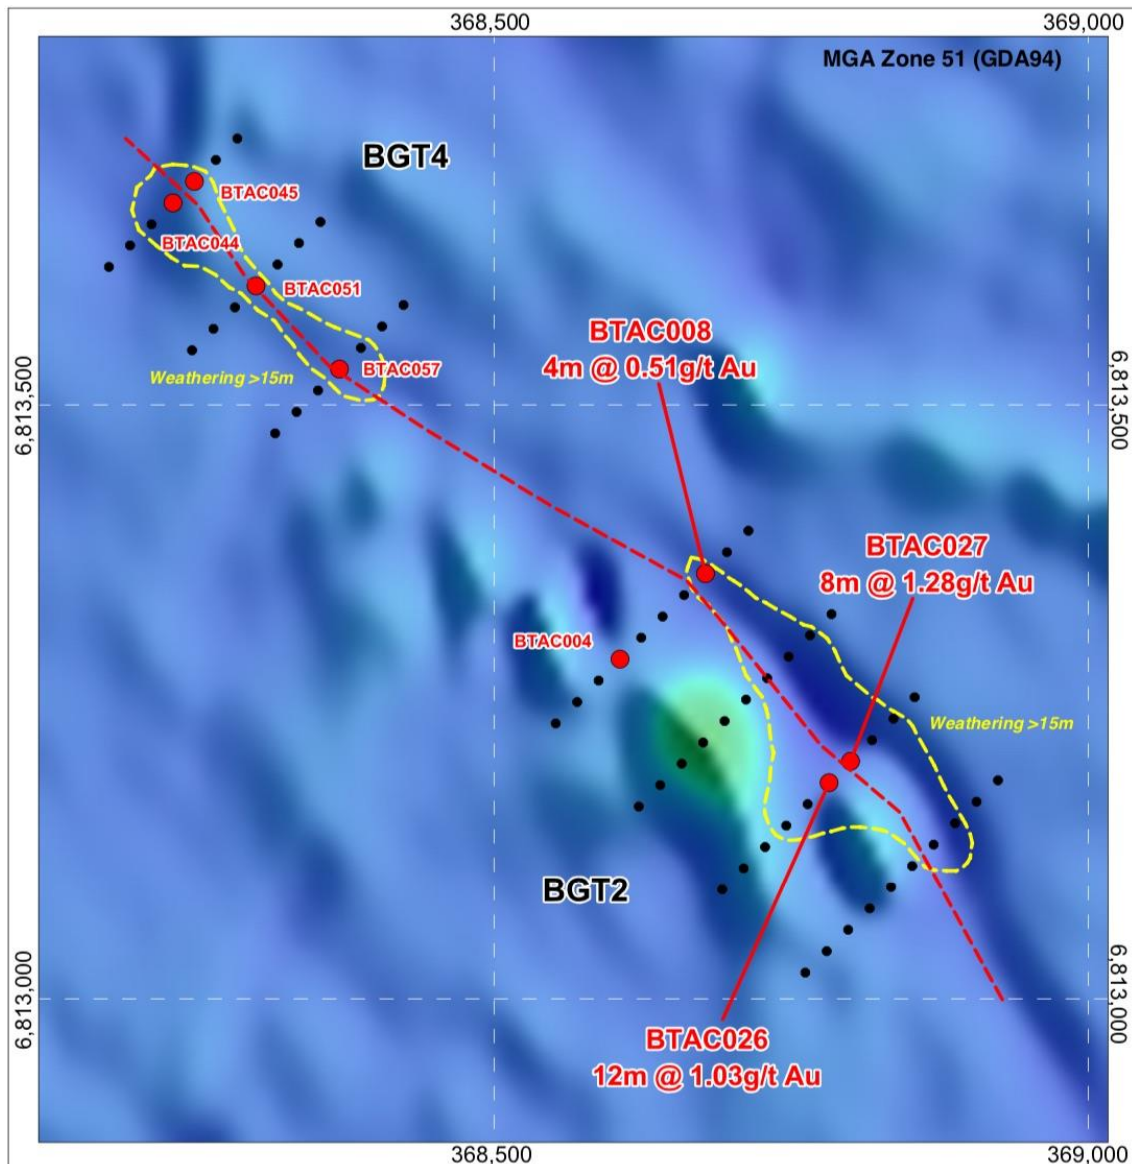 368,500
369,000
MGA Zone 51 (GDA94)
BGT4
BTAC045
BTAC044
BTAC051
BTAC057
Weathering >15m
BTAC008
4m @ 0.51g/t Au
6,813,500
6,813,500
BTAC027
8m @ 1.28g/t Au
BTAC004
Weathering >15m
BGT2
6,813,000
6,813,000
BTAC026
12m @ 1.03g/t Au
368,500
369,000